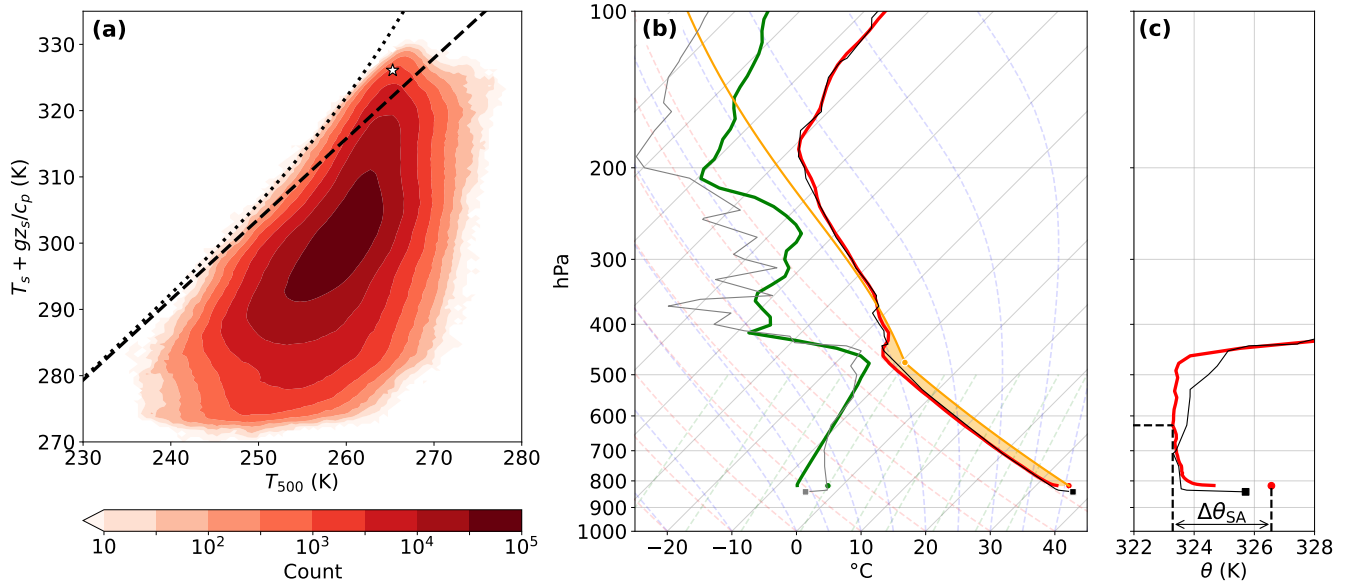 (a)
330
320
310
300
290
280
270
T_s + gz_s/c_p (K)
230 240 250 260 270 280
T_500 (K)
10 10^2 10^3 10^4 10^5
Count
(b)
100
200
300
400
500
600
700
800
900
1000
hPa
−20 −10 0 10 20 30 40
°C
(c)
Δθ_SA
322 324 326 328
θ (K)